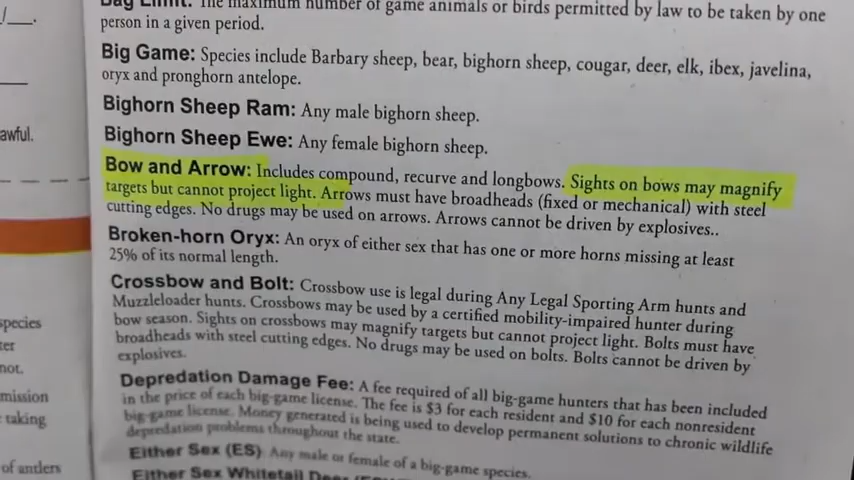 Bag Limit: The maximum number of game animals or birds permitted by law to be taken by one
person in a given period.
Big Game: Species include Barbary sheep, bear, bighorn sheep, cougar, deer, elk, ibex, javelina,
oryx and pronghorn antelope.
Bighorn Sheep Ram: Any male bighorn sheep.
Bighorn Sheep Ewe: Any female bighorn sheep.
awful.
Bow and Arrow: Includes compound, recurve and longbows. Sights on bows may magnify
targets but cannot project light. Arrows must have broadheads (fixed or mechanical) with steel
cutting edges. No drugs may be used on arrows. Arrows cannot be driven by explosives..
Broken-horn Oryx: An oryx of either sex that has one or more horns missing at least
25% of its normal length.
Crossbow and Bolt: Crossbow use is legal during Any Legal Sporting Arm hunts and
Muzzleloader hunts. Crossbows may be used by a certified mobility-impaired hunter during
bow season. Sights on crossbows may magnify targets but cannot project light. Bolts must have
broadheads with steel cutting edges. No drugs may be used on bolts. Bolts cannot be driven by
explosives.
Depredation Damage Fee: A fee required of all big-game hunters that has been included
in the price of each big-game license. The fee is $3 for each resident and $10 for each nonresident
big-game license. Money generated is being used to develop permanent solutions to chronic wildlife
depredation problems throughout the state.
Either Sex (ES) Any male or female of a big-game species.
Either Sex Whitetail Deer
species
ter
not.
mission
taking
of antlers